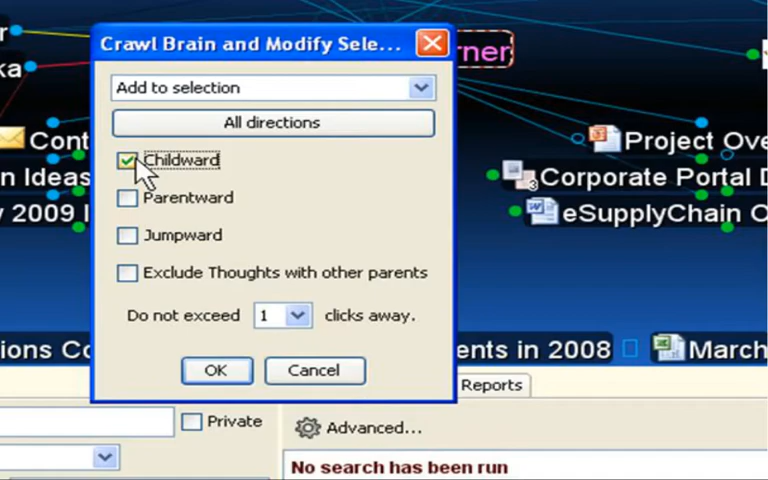 Crawl Brain and Modify Sele...
rner
ka
Add to selection
All directions
Cont
Childward
Project Ove
n Ideas
Corporate Portal D
Parentward
2009
eSupplyChain O
Jumpward
Exclude Thoughts with other parents
Do not exceed 1 clicks away.
ions Co
ents in 2008
March
OK
Cancel
Reports
Private
Advanced...
No search has been run